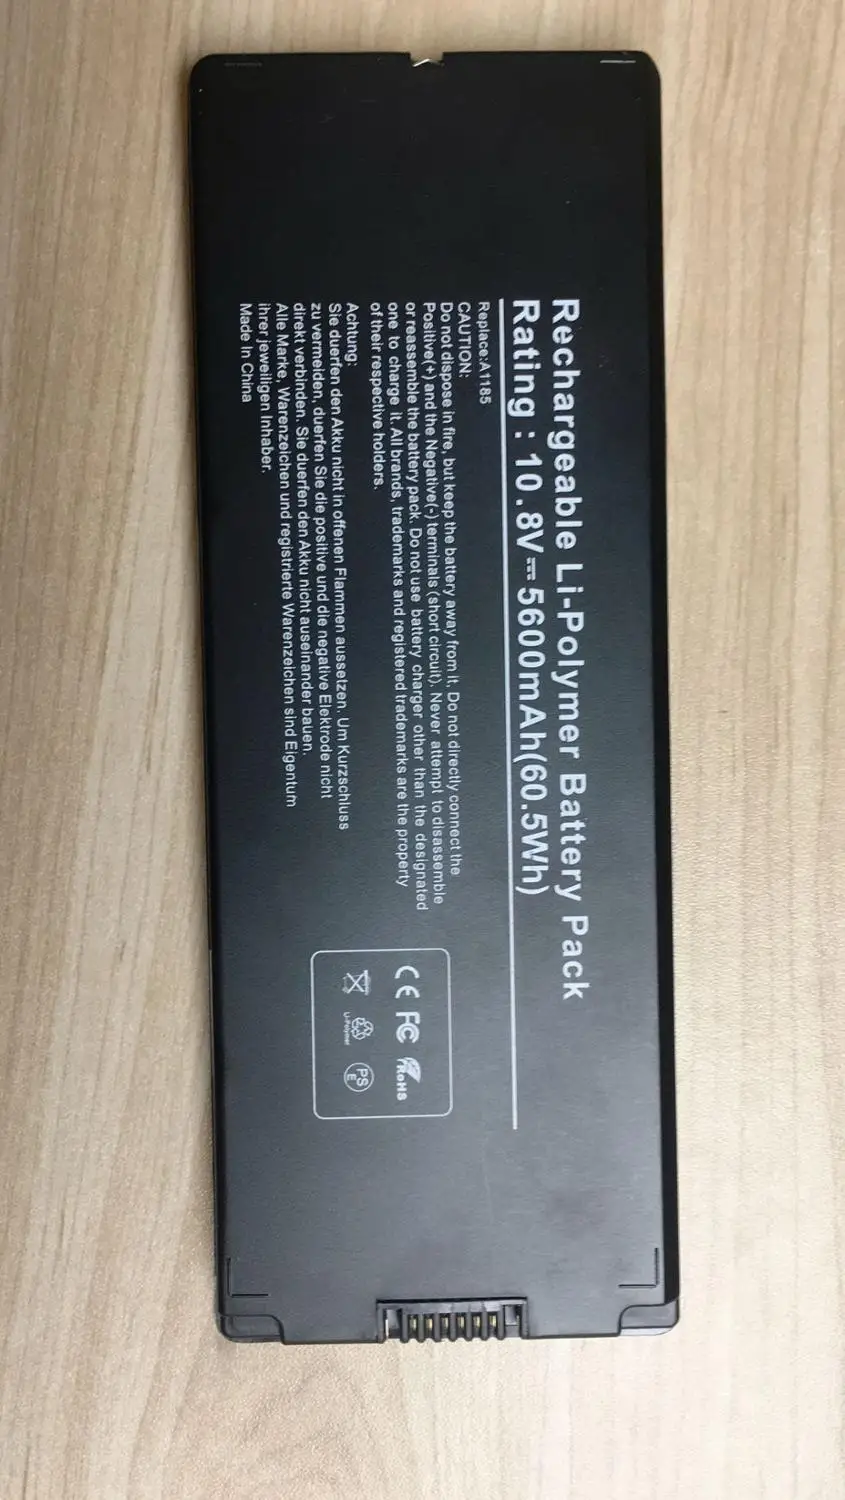 Rechargeable Li-Polymer Battery Pack
Rating : 10.8V⎓5600mAh(60.5Wh)
Replace:A1185
CAUTION:
Do not dispose in fire, but keep the battery away from it. Do not directly connect the
Positive(+) and the Negative(-) terminals (short circuit). Never attempt to disassemble
or reassemble the battery pack. Do not use battery charger other than the designated
one to charge it. All brands, trademarks and registered trademarks are the property
of their respective holders.
Achtung:
Sie duerfen den Akku nicht in offenen Flammen aussetzen. Um Kurzschluss
zu vermeiden, duerfen Sie die positive und die negative Elektrode nicht
direkt verbinden. Sie duerfen den Akku nicht auseinander bauen.
Alle Marke, Warenzeichen und registrierte Warenzeichen sind Eigentum
ihrer jeweiligen Inhaber.
Made In China
CE FC RoHS
Li-Polymer PS E